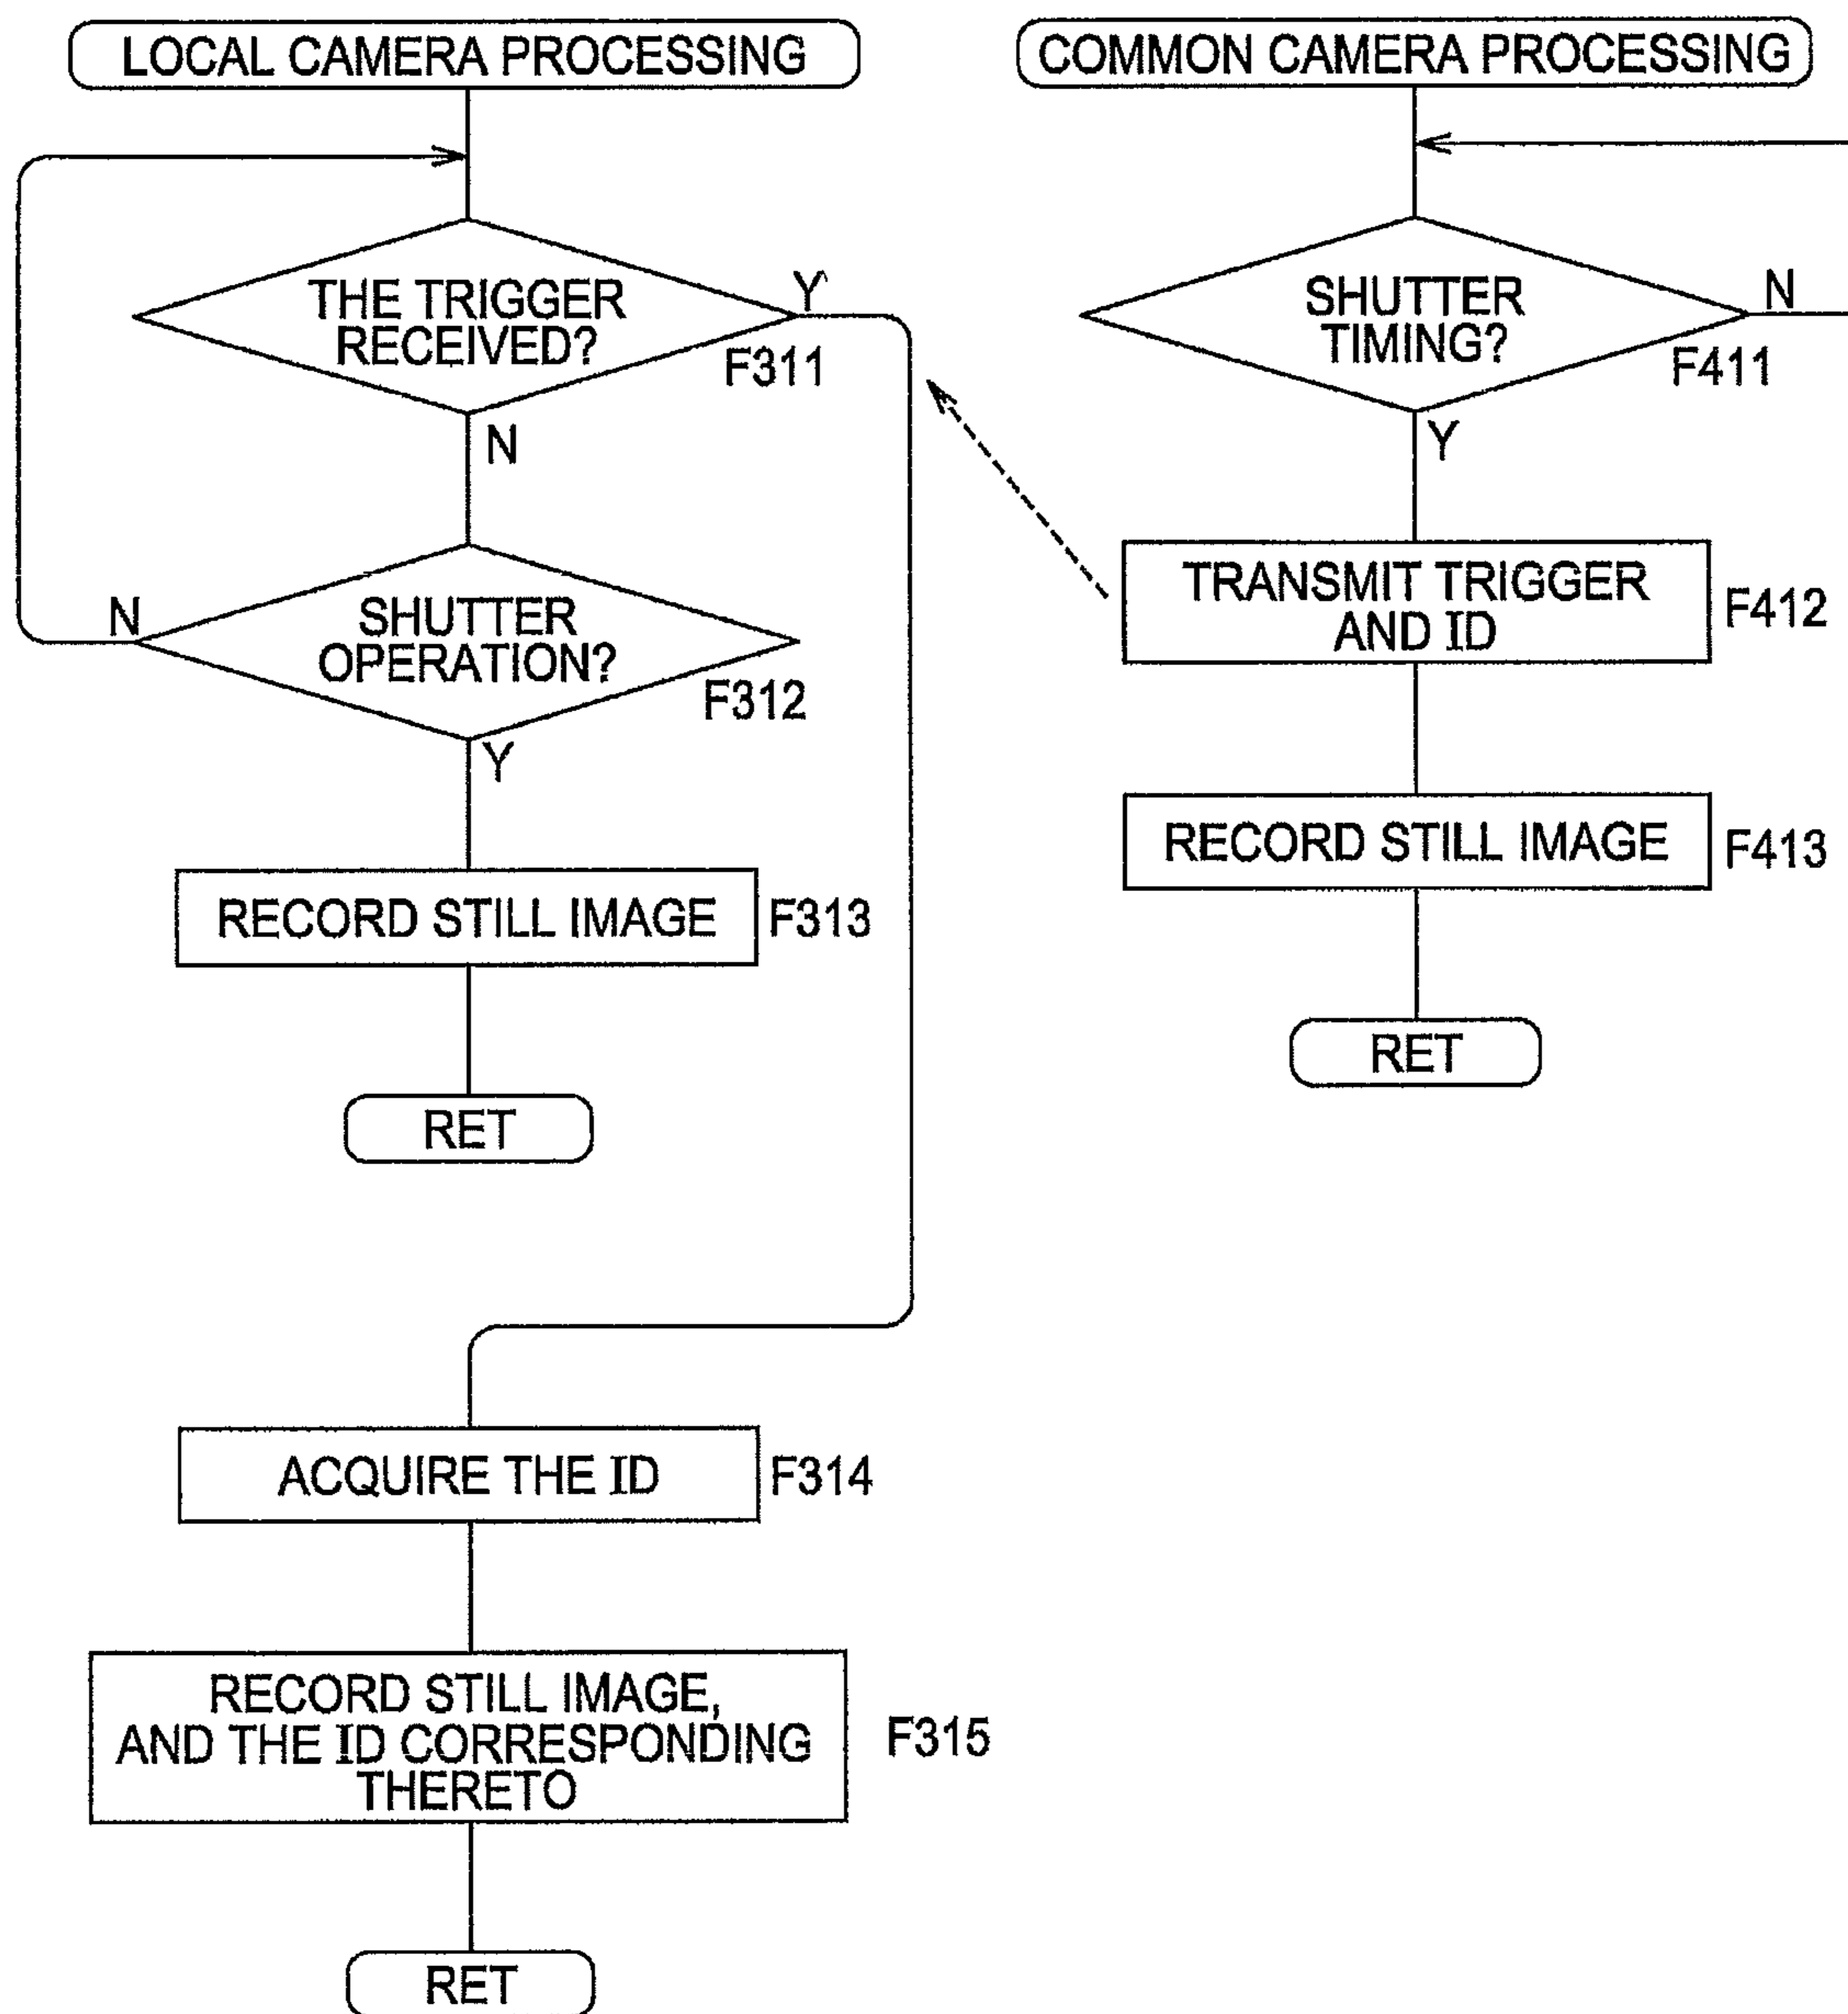 LOCAL CAMERA PROCESSING
THE TRIGGER
RECEIVED?
Y
F311
N
SHUTTER
OPERATION?
N
F312
Y
RECORD STILL IMAGE
F313
RET
ACQUIRE THE ID
F314
RECORD STILL IMAGE,
AND THE ID CORRESPONDING
THERETO
F315
RET
COMMON CAMERA PROCESSING
SHUTTER
TIMING?
N
F411
Y
TRANSMIT TRIGGER
AND ID
F412
RECORD STILL IMAGE
F413
RET